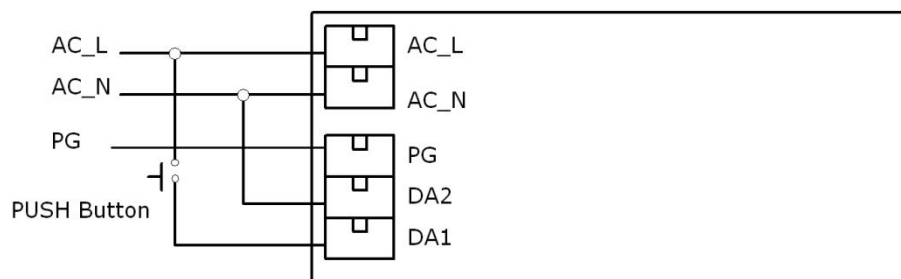 AC_L
AC_L
AC_N
AC_N
PG
PG
DA2
PUSH Button
DA1